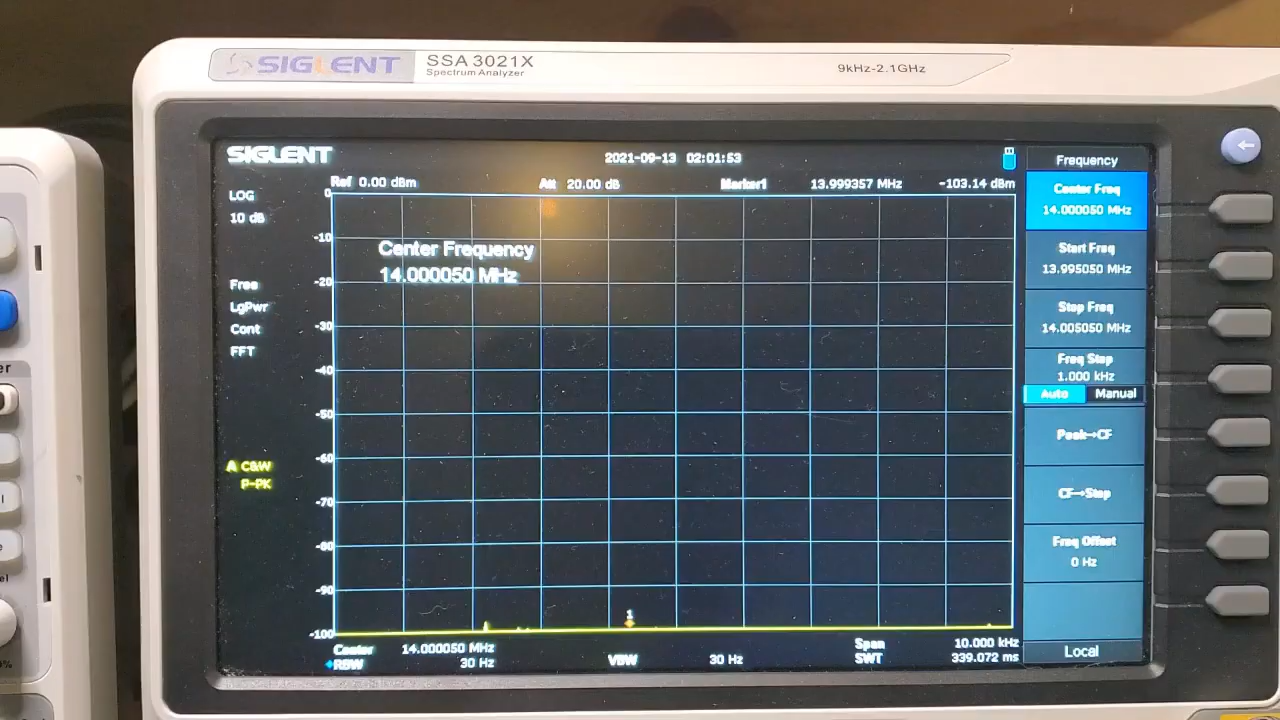 SIGLENT
SSA 3021X
Spectrum Analyzer
9kHz-2.1GHz
SIGLENT
2021-09-13 02:01:53
Frequency
LOG
10 dB
Ref 0.00 dBm
Att 20.00 dB
Marker1
13.999357 MHz
-103.14 dBm
Center Freq
14.000050 MHz
0
-10
-20
-30
-40
-50
-60
-70
-80
-90
-100
Center Frequency
14.000050 MHz
Free
LgPwr
Cont
FFT
A C&W
P-PK
Start Freq
13.995050 MHz
Stop Freq
14.005050 MHz
Freq Step
1.000 kHz
Auto Manual
Peak→CF
CF→Step
Freq Offset
0 Hz
1
Center 14.000050 MHz
RBW 30 Hz
VBW 30 Hz
Span 10.000 kHz
SWT 339.072 ms
Local
er